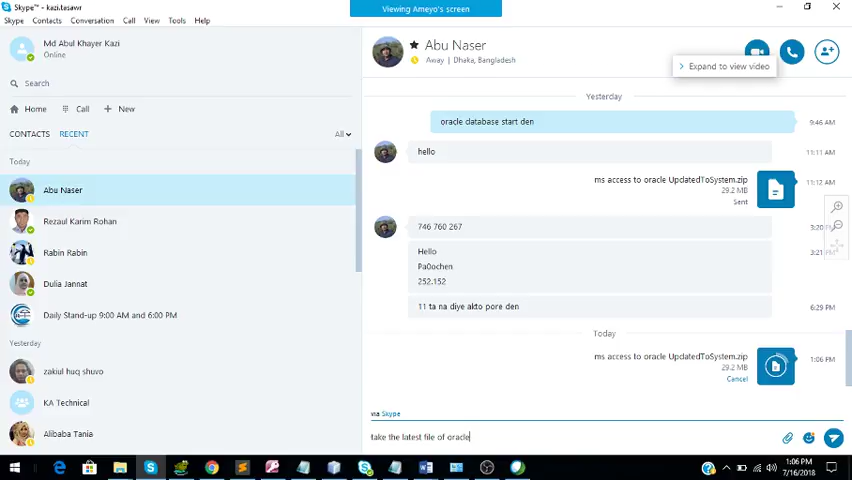 Skype™ - kazi.tasawr
Viewing Ameyo's screen
Skype Contacts Conversation Call View Tools Help
Md Abul Khayer Kazi
Online
Search
Home Call New
CONTACTS RECENT All
Today
Abu Naser
Rezaul Karim Rohan
Rabin Rabin
Dulia Jannat
Daily Stand-up 9:00 AM and 6:00 PM
Yesterday
zakiul huq shuvo
KA Technical
Alibaba Tania
Abu Naser
Away | Dhaka, Bangladesh
Expand to view video
Yesterday
oracle database start den 9:46 AM
hello 11:11 AM
ms access to oracle UpdatedToSystem.zip 11:12 AM
29.2 MB
Sent
746 760 267 3:20
Hello 3:21
Pa0ochen
252.152
11 ta na diye akto pore den 6:29 PM
Today
ms access to oracle UpdatedToSystem.zip 1:06 PM
29.2 MB
Cancel
via Skype
take the latest file of oracle
1:06 PM
7/16/2018